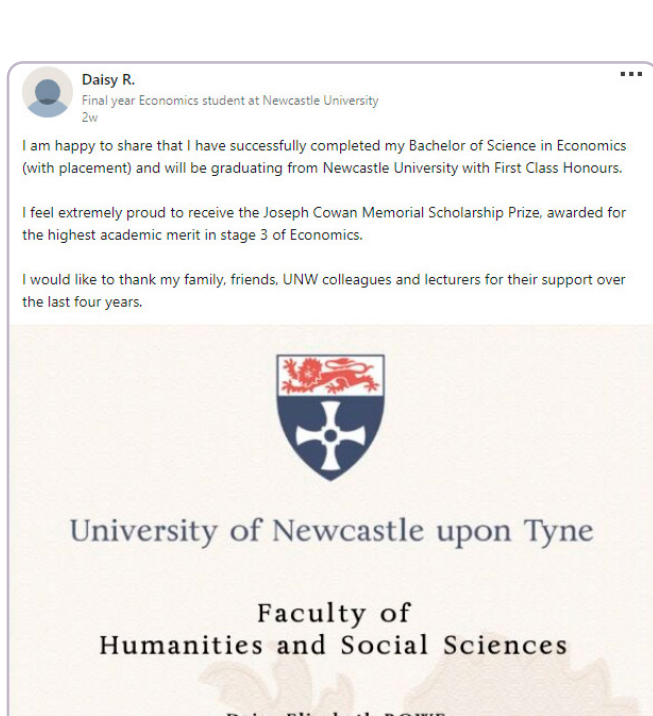 Daisy R.
Final year Economics student at Newcastle University
2w
I am happy to share that I have successfully completed my Bachelor of Science in Economics
(with placement) and will be graduating from Newcastle University with First Class Honours.
I feel extremely proud to receive the Joseph Cowan Memorial Scholarship Prize, awarded for
the highest academic merit in stage 3 of Economics.
I would like to thank my family, friends, UNW colleagues and lecturers for their support over
the last four years.
University of Newcastle upon Tyne
Faculty of
Humanities and Social Sciences